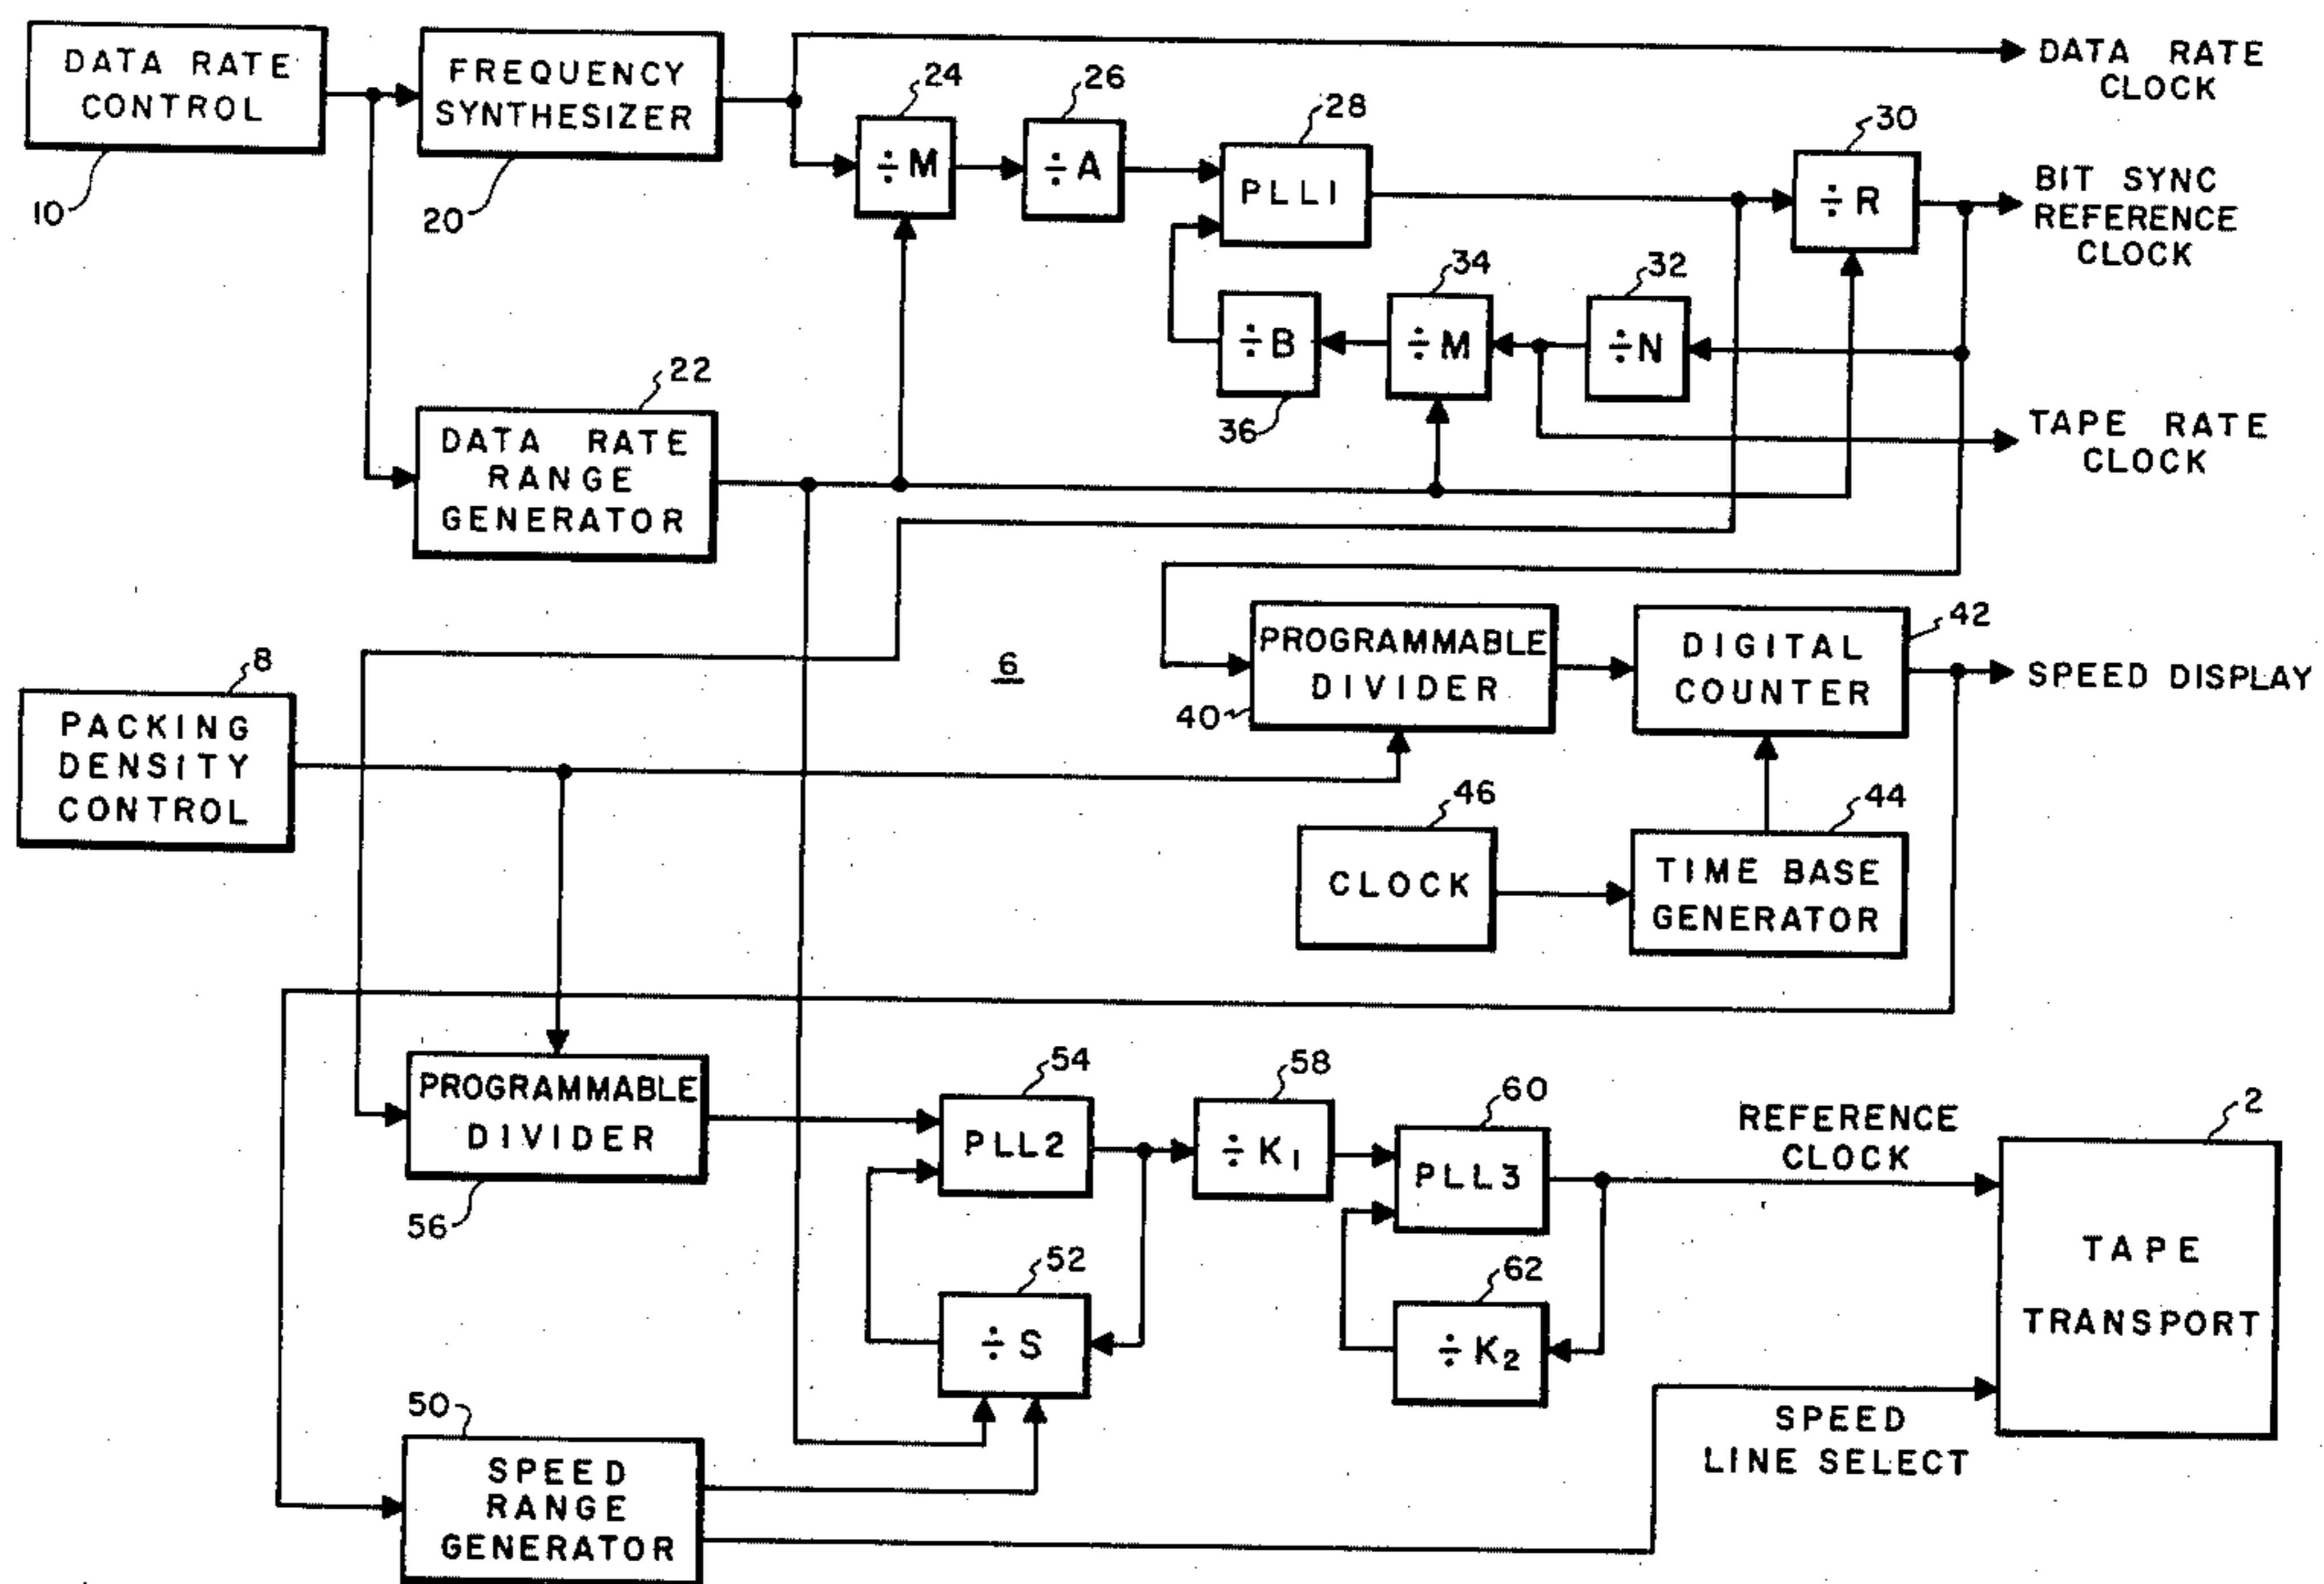 DATA RATE
CONTROL
10
FREQUENCY
SYNTHESIZER
20
24
÷M
26
÷A
28
PLL1
30
÷R
DATA RATE
CLOCK
BIT SYNC
REFERENCE
CLOCK
36
÷B
34
÷M
32
÷N
TAPE RATE
CLOCK
22
DATA RATE
RANGE
GENERATOR
8
PACKING
DENSITY
CONTROL
6
PROGRAMMABLE
DIVIDER
40
DIGITAL
COUNTER
42
SPEED DISPLAY
46
CLOCK
44
TIME BASE
GENERATOR
PROGRAMMABLE
DIVIDER
56
54
PLL2
58
÷K1
60
PLL3
REFERENCE
CLOCK
2
TAPE
TRANSPORT
52
÷S
62
÷K2
50
SPEED
RANGE
GENERATOR
SPEED
LINE SELECT